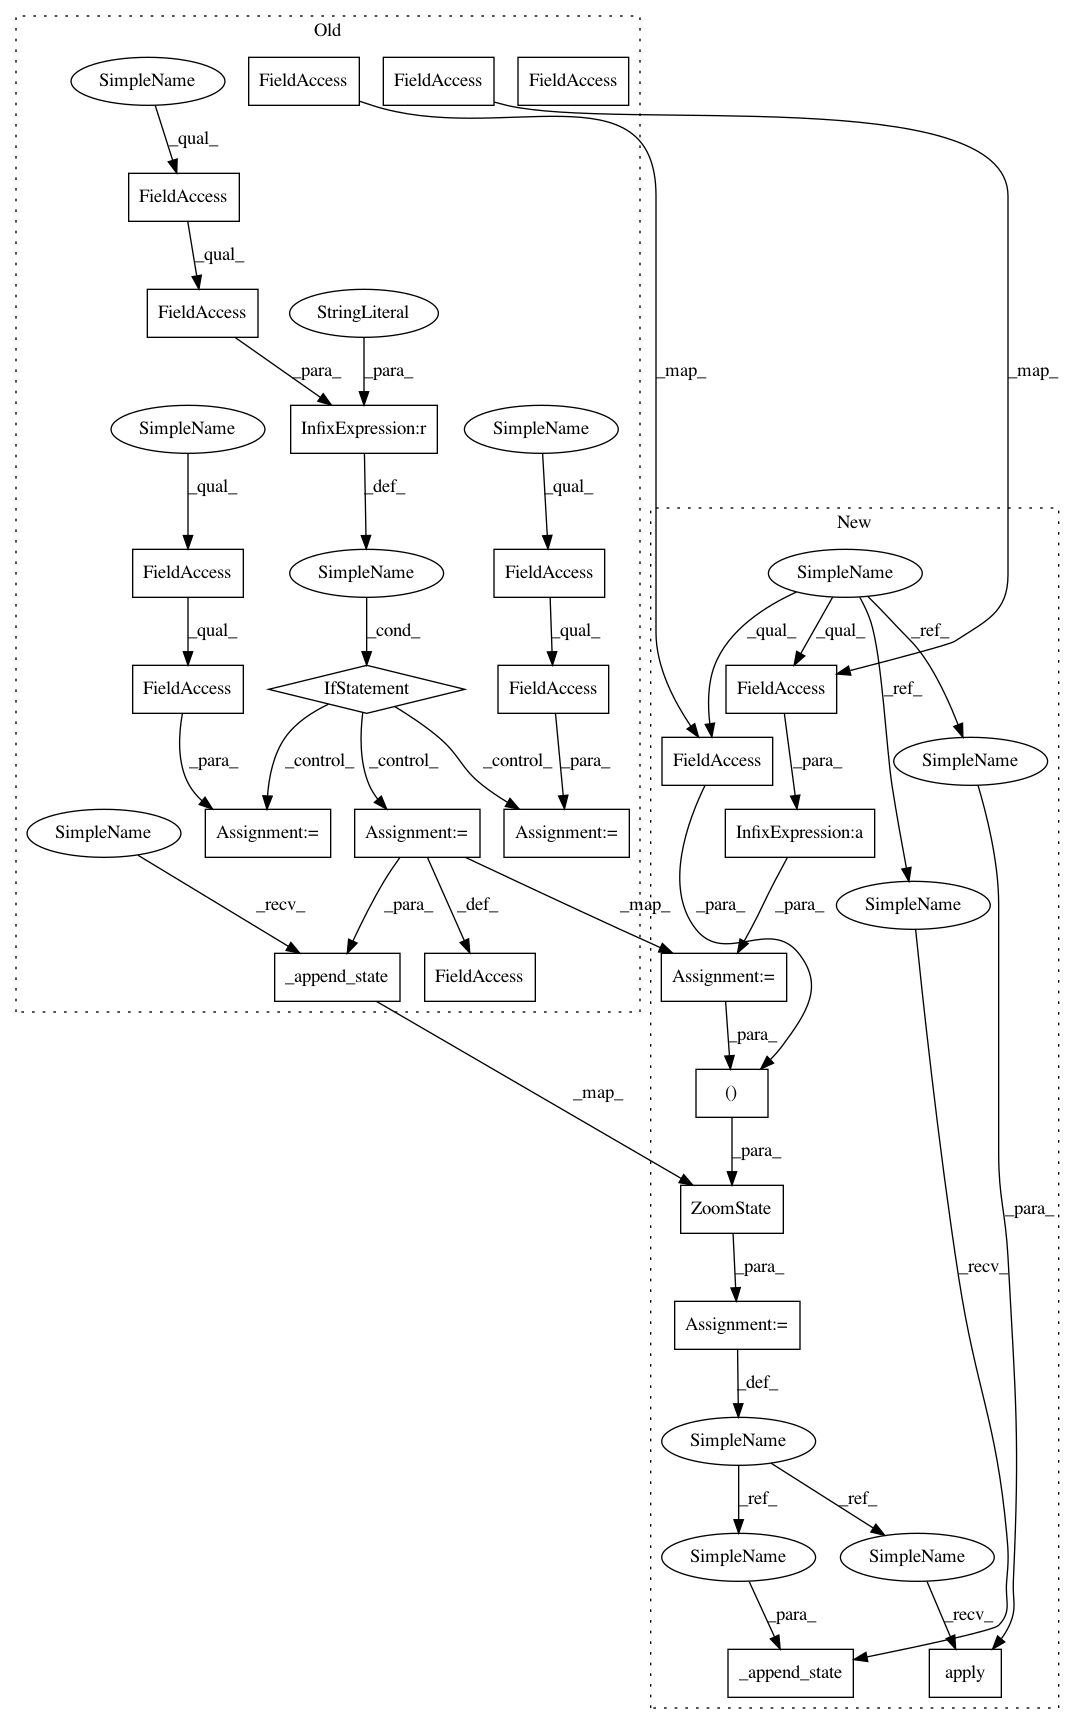 Old
SimpleName
FieldAccess
FieldAccess
FieldAccess
_qual_
FieldAccess
_qual_
FieldAccess
StringLiteral
_para_
_para_
_map_
_map_
SimpleName
InfixExpression:r
SimpleName
_qual_
_def_
_qual_
New
FieldAccess
SimpleName
FieldAccess
SimpleName
_qual_
_cond_
_qual_
_qual_
_qual_
_ref_
FieldAccess
IfStatement
FieldAccess
FieldAccess
_ref_
_para_
_control_
_control_
_control_
_para_
FieldAccess
_para_
SimpleName
SimpleName
Assignment:=
Assignment:=
Assignment:=
InfixExpression:a
_recv_
_para_
_def_
_map_
_para_
_para_
SimpleName
_append_state
FieldAccess
Assignment:=
_para_
_map_
()
_para_
ZoomState
_para_
_para_
_recv_
Assignment:=
_def_
SimpleName
_ref_
_ref_
SimpleName
SimpleName
_para_
_recv_
_append_state
apply